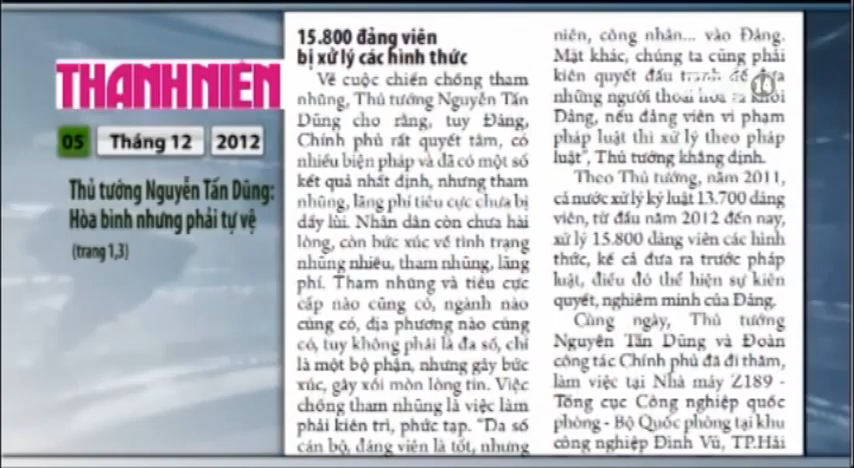 THANH NIÊN
05 Tháng 12 2012
Thủ tướng Nguyễn Tấn Dũng:
Hòa bình nhưng phải tự vệ
(trang 1,3)
15.800 đảng viên
bị xử lý các hình thức
Về cuộc chiến chống tham
nhũng, Thủ tướng Nguyễn Tấn
Dũng cho rằng, tuy Đảng,
Chính phủ rất quyết tâm, có
nhiều biện pháp và đã có một số
kết quả nhất định, nhưng tham
nhũng, lãng phí tiêu cực chưa bị
đẩy lùi. Nhân dân còn chưa hài
lòng, còn bức xúc về tình trạng
nhũng nhiễu, tham nhũng, lãng
phí. Tham nhũng và tiêu cực
cấp nào cũng có, ngành nào
cũng có, địa phương nào cũng
có, tuy không phải là đa số, chỉ
là một bộ phận, nhưng gây bức
xúc, gây xói mòn lòng tin. Việc
chống tham nhũng là việc làm
phải kiên trì, phức tạp. "Đa số
cán bộ, đảng viên là tốt, nhưng
niên, công nhân... vào Đảng.
Mặt khác, chúng ta cũng phải
kiên quyết đấu tranh để đưa
những người thoái hóa ra khỏi
Đảng, nếu đảng viên vi phạm
pháp luật thì xử lý theo pháp
luật", Thủ tướng khẳng định.
Theo Thủ tướng, năm 2011,
cả nước xử lý kỷ luật 13.700 đảng
viên, từ đầu năm 2012 đến nay,
xử lý 15.800 đảng viên các hình
thức, kể cả đưa ra trước pháp
luật, điều đó thể hiện sự kiên
quyết, nghiêm minh của Đảng.
Cùng ngày, Thủ tướng
Nguyễn Tấn Dũng và Đoàn
công tác Chính phủ đã đi thăm,
làm việc tại Nhà máy Z189 -
Tổng cục Công nghiệp quốc
phòng - Bộ Quốc phòng tại khu
công nghiệp Đình Vũ, TP.Hải